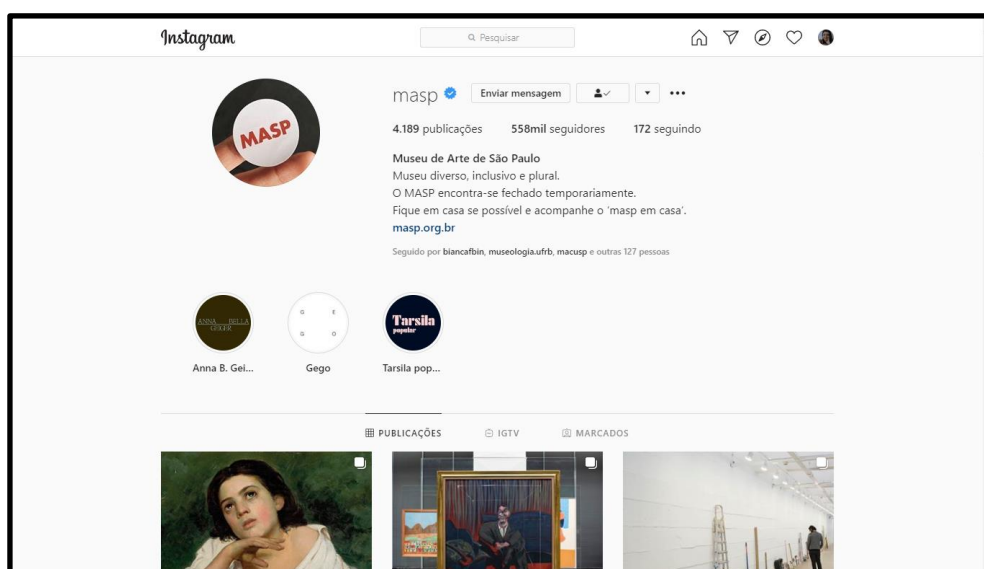 Instagram
Pesquisar
masp Enviar mensagem
4.189 publicações 558mil seguidores 172 seguindo
MASP
Museu de Arte de São Paulo
Museu diverso, inclusivo e plural.
O MASP encontra-se fechado temporariamente.
Fique em casa se possível e acompanhe o 'masp em casa'.
masp.org.br
Seguido por biancafbin, museologia.ufrb, macusp e outras 127 pessoas
ANNA BELLA
GEIGER
G E
G O
Tarsila
popular
Anna B. Gei... Gego Tarsila pop...
PUBLICAÇÕES IGTV MARCADOS